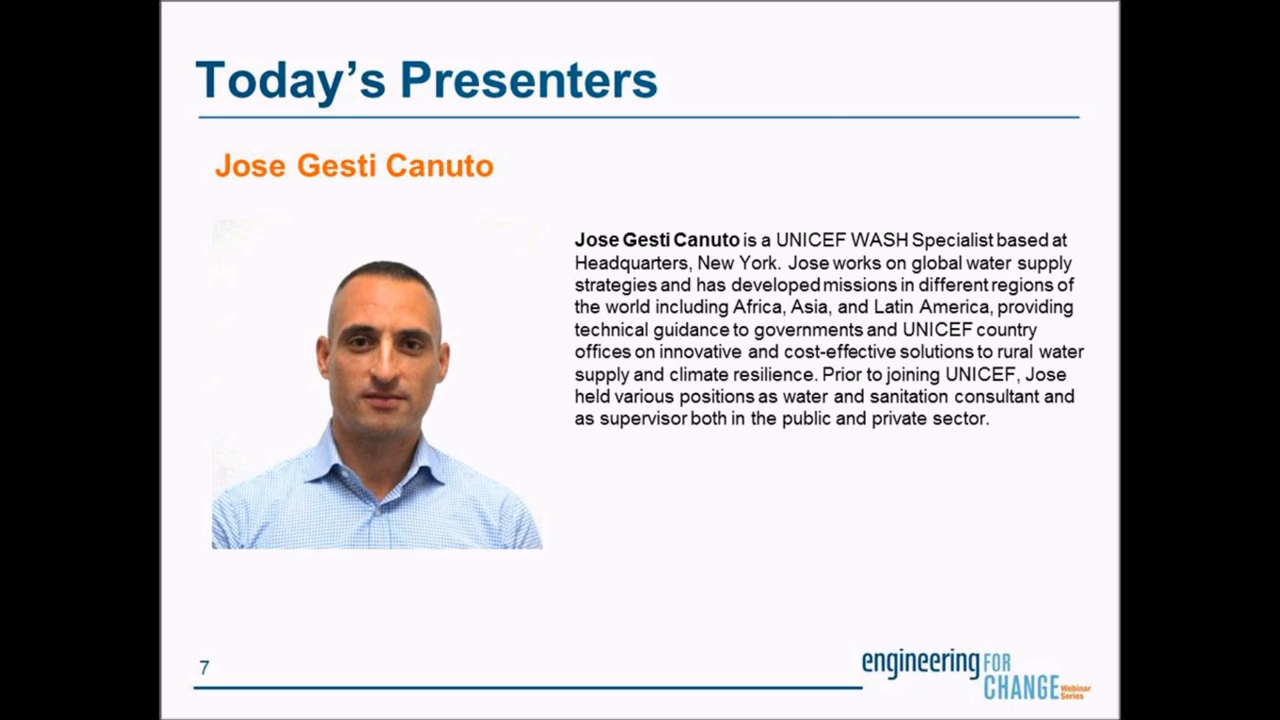 Today's Presenters
Jose Gesti Canuto
Jose Gesti Canuto is a UNICEF WASH Specialist based at
Headquarters, New York. Jose works on global water supply
strategies and has developed missions in different regions of
the world including Africa, Asia, and Latin America, providing
technical guidance to governments and UNICEF country
offices on innovative and cost-effective solutions to rural water
supply and climate resilience. Prior to joining UNICEF, Jose
held various positions as water and sanitation consultant and
as supervisor both in the public and private sector.
7
engineering FOR
CHANGE Webinar
Series